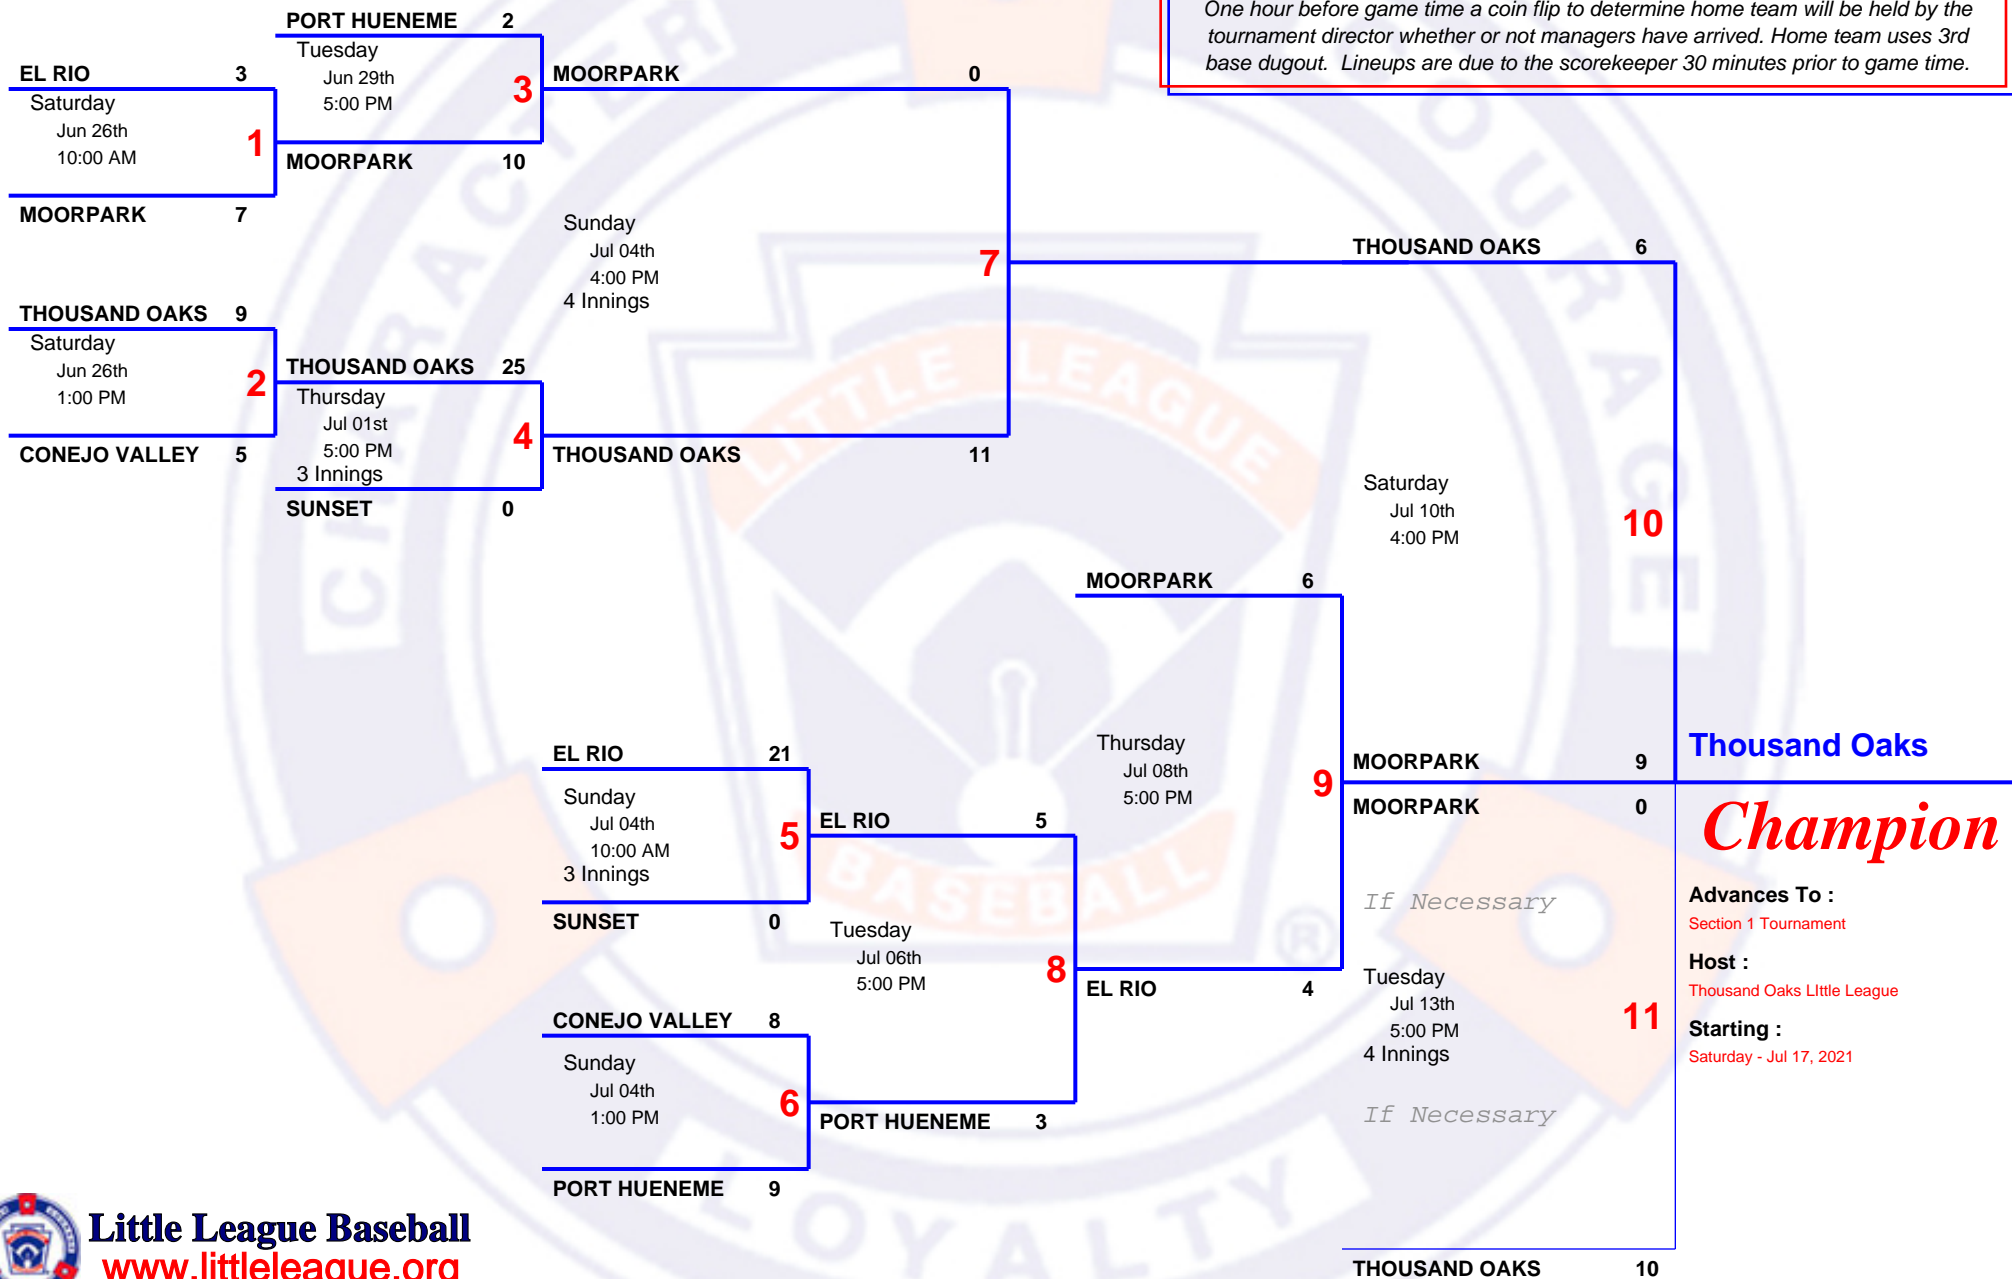 One hour before game time a coin flip to determine home team will be held by the
tournament director whether or not managers have arrived. Home team uses 3rd
base dugout. Lineups are due to the scorekeeper 30 minutes prior to game time.
PORT HUENEME 2
Tuesday
Jun 29th
5:00 PM
3
MOORPARK 10
EL RIO 3
Saturday
Jun 26th
10:00 AM
1
MOORPARK 7
MOORPARK 0
Sunday
Jul 04th
4:00 PM
4 Innings
7
THOUSAND OAKS 11
THOUSAND OAKS 9
Saturday
Jun 26th
1:00 PM
2
CONEJO VALLEY 5
THOUSAND OAKS 25
Thursday
Jul 01st
5:00 PM
3 Innings
4
SUNSET 0
THOUSAND OAKS 6
Saturday
Jul 10th
4:00 PM
10
MOORPARK 9
MOORPARK 6
Thursday
Jul 08th
5:00 PM
9
EL RIO 4
EL RIO 21
Sunday
Jul 04th
10:00 AM
3 Innings
5
SUNSET 0
EL RIO 5
Tuesday
Jul 06th
5:00 PM
8
PORT HUENEME 3
CONEJO VALLEY 8
Sunday
Jul 04th
1:00 PM
6
PORT HUENEME 9
MOORPARK 0
If Necessary
Tuesday
Jul 13th
5:00 PM
4 Innings
11
If Necessary
THOUSAND OAKS 10
Thousand Oaks
Champion
Advances To :
Section 1 Tournament
Host :
Thousand Oaks LIttle League
Starting :
Saturday - Jul 17, 2021
CHARACTER
COURAGE
LOYALTY
LITTLE LEAGUE
BASEBALL
®
Little League Baseball
www.littleleague.org